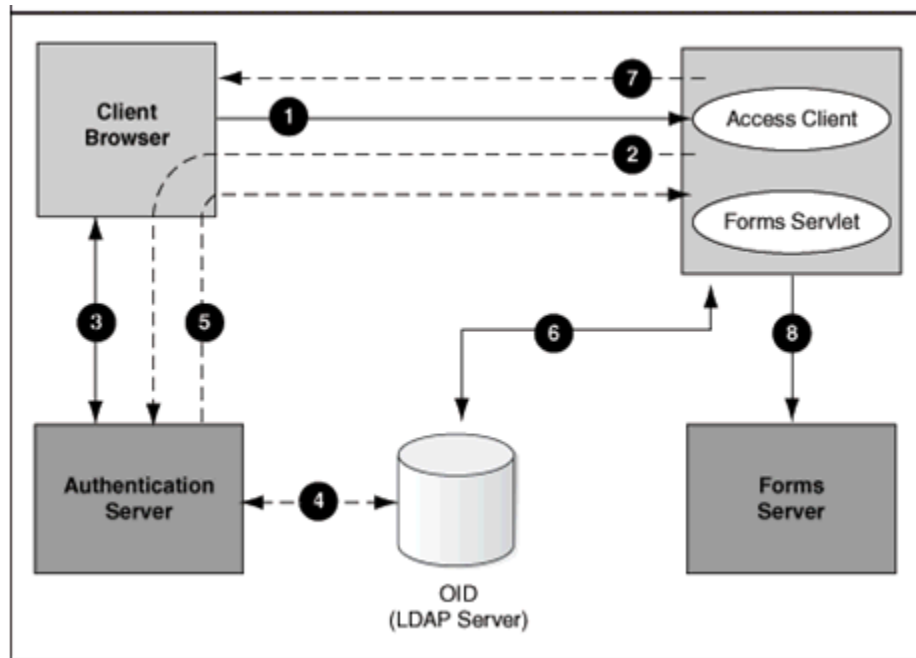 Client
Browser
7
1
Access Client
2
Forms Servlet
3
5
6
8
Authentication
Server
4
Forms
Server
OID
(LDAP Server)